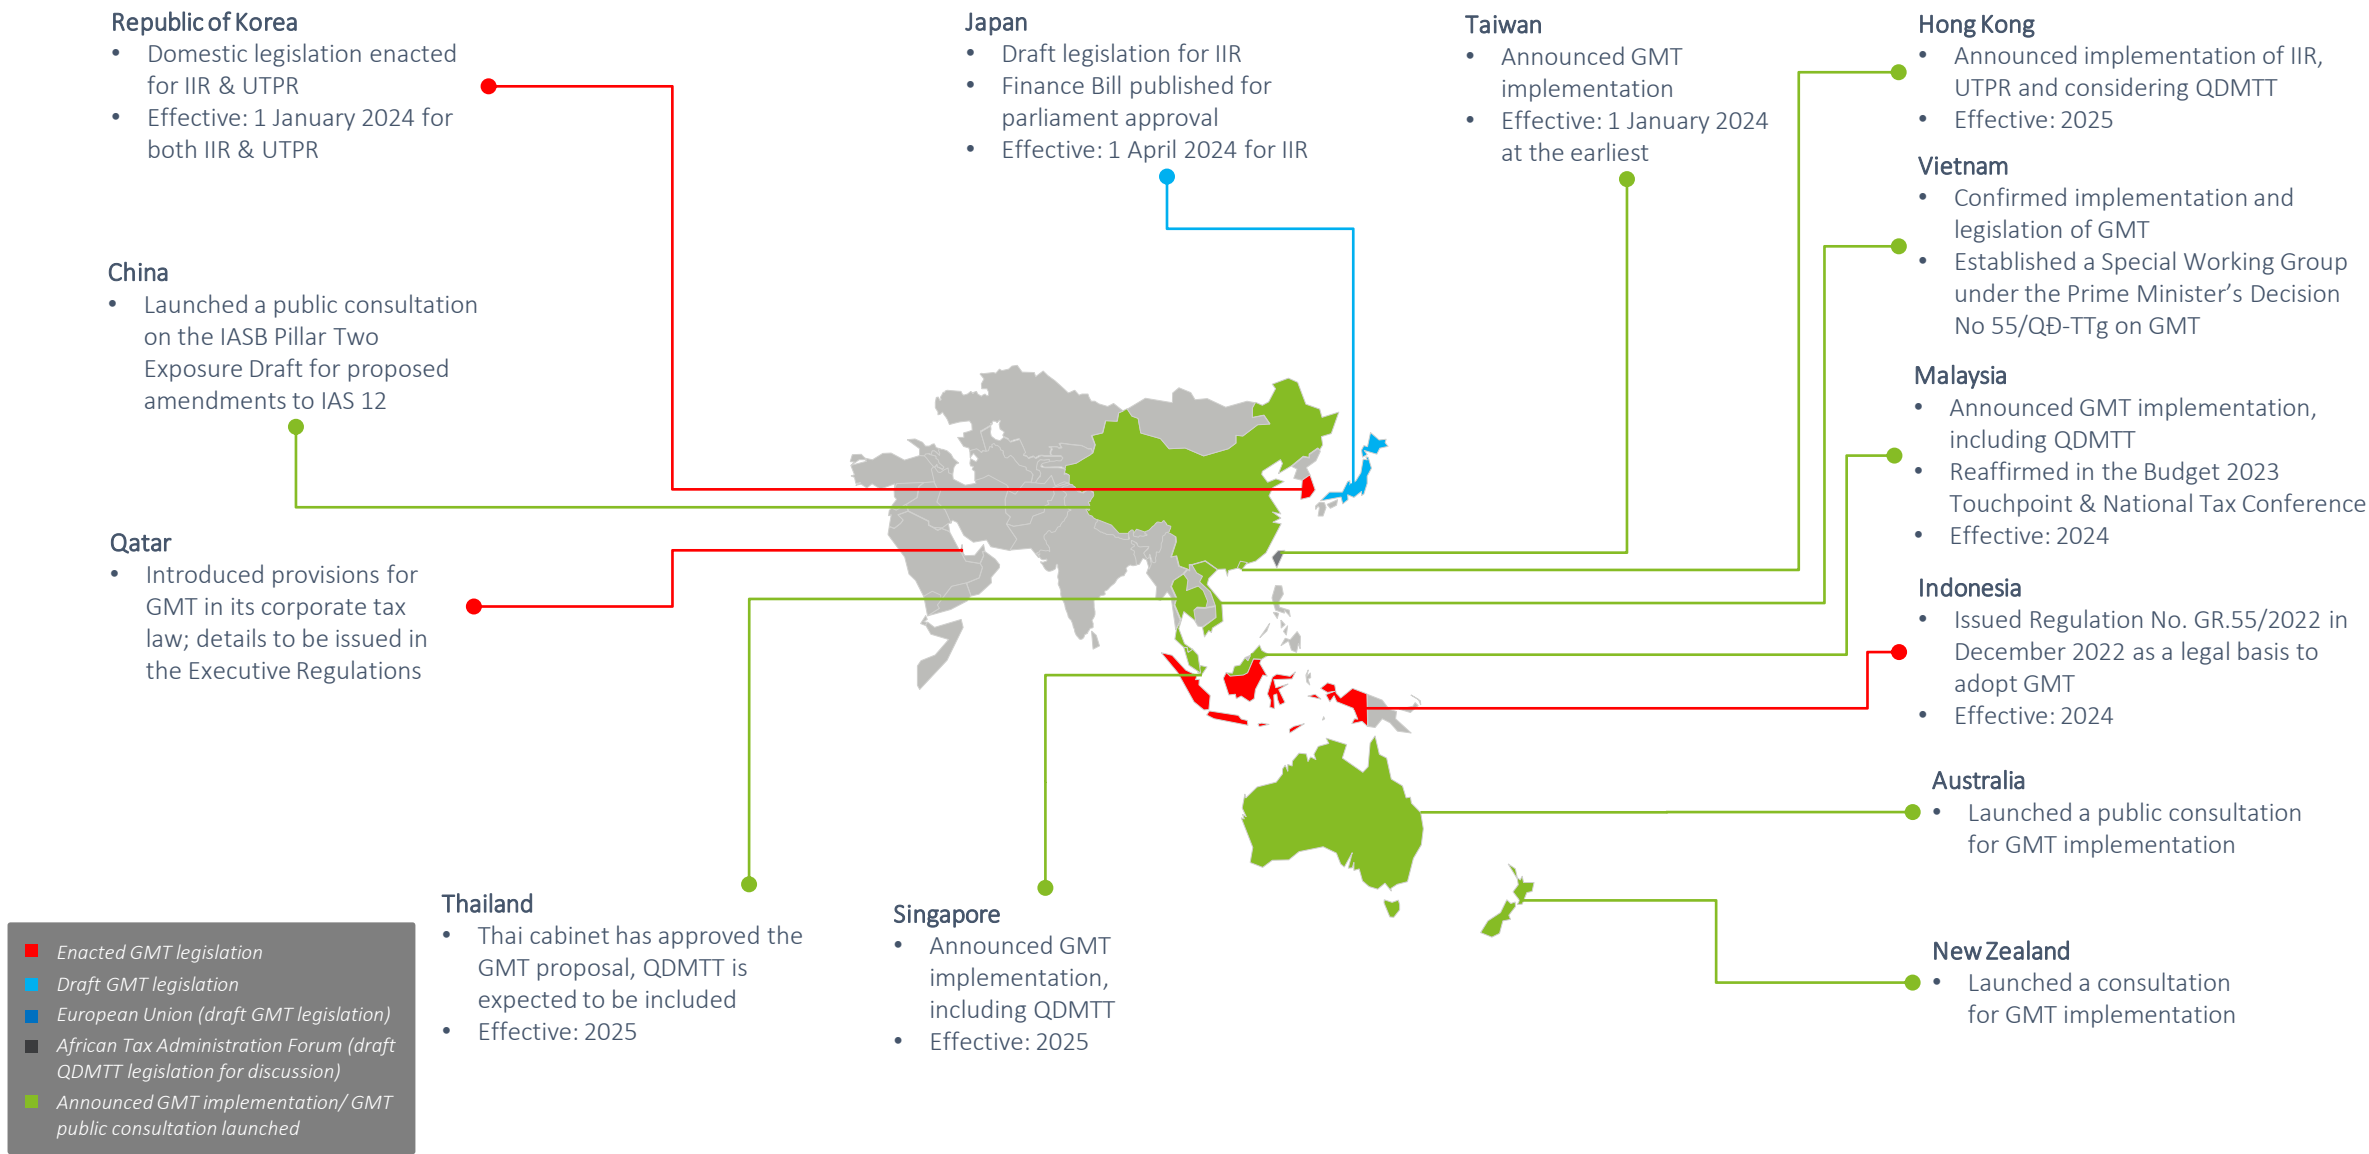 Republic of Korea
• Domestic legislation enacted
for IIR & UTPR
• Effective: 1 January 2024 for
both IIR & UTPR
Japan
• Draft legislation for IIR
• Finance Bill published for
parliament approval
• Effective: 1 April 2024 for IIR
Taiwan
• Announced GMT
implementation
• Effective: 1 January 2024
at the earliest
Hong Kong
• Announced implementation of IIR,
UTPR and considering QDMTT
• Effective: 2025
Vietnam
• Confirmed implementation and
legislation of GMT
• Established a Special Working Group
under the Prime Minister’s Decision
No 55/QĐ-TTg on GMT
China
• Launched a public consultation
on the IASB Pillar Two
Exposure Draft for proposed
amendments to IAS 12
Malaysia
• Announced GMT implementation,
including QDMTT
• Reaffirmed in the Budget 2023
Touchpoint & National Tax Conference
• Effective: 2024
Qatar
• Introduced provisions for
GMT in its corporate tax
law; details to be issued in
the Executive Regulations
Indonesia
• Issued Regulation No. GR.55/2022 in
December 2022 as a legal basis to
adopt GMT
• Effective: 2024
Australia
• Launched a public consultation
for GMT implementation
Thailand
• Thai cabinet has approved the
GMT proposal, QDMTT is
expected to be included
• Effective: 2025
Singapore
• Announced GMT
implementation,
including QDMTT
• Effective: 2025
New Zealand
• Launched a consultation
for GMT implementation
Enacted GMT legislation
Draft GMT legislation
European Union (draft GMT legislation)
African Tax Administration Forum (draft
QDMTT legislation for discussion)
Announced GMT implementation/ GMT
public consultation launched